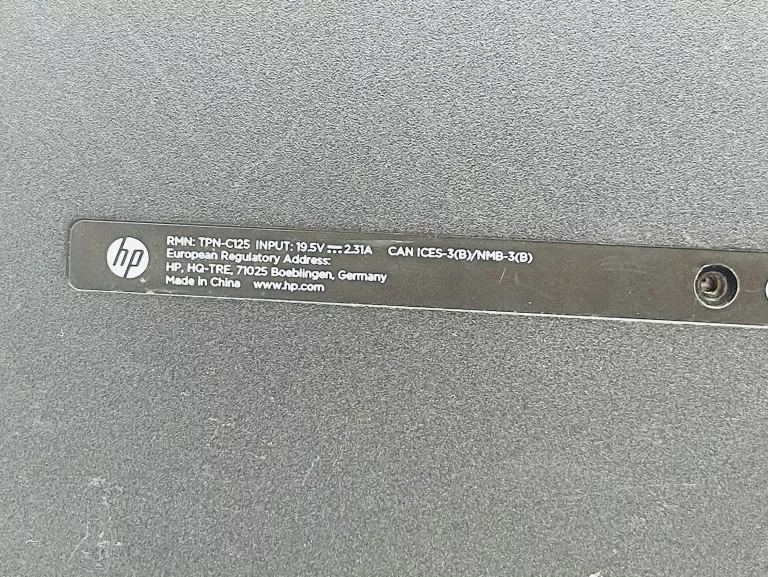 hp
RMN: TPN-C125 INPUT: 19.5V⎓2.31A CAN ICES-3(B)/NMB-3(B)
European Regulatory Address:
HP, HQ-TRE, 71025 Boeblingen, Germany
Made in China www.hp.com